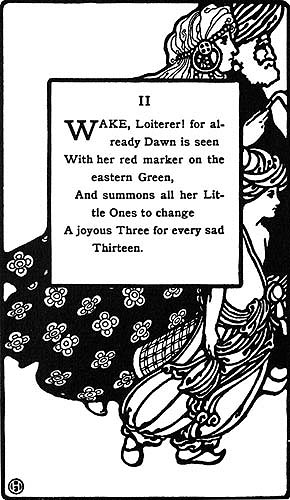 II
WAKE, Loiterer! for al-
ready Dawn is seen
With her red marker on the
eastern Green,
And summons all her Lit-
tle Ones to change
A joyous Three for every sad
Thirteen.